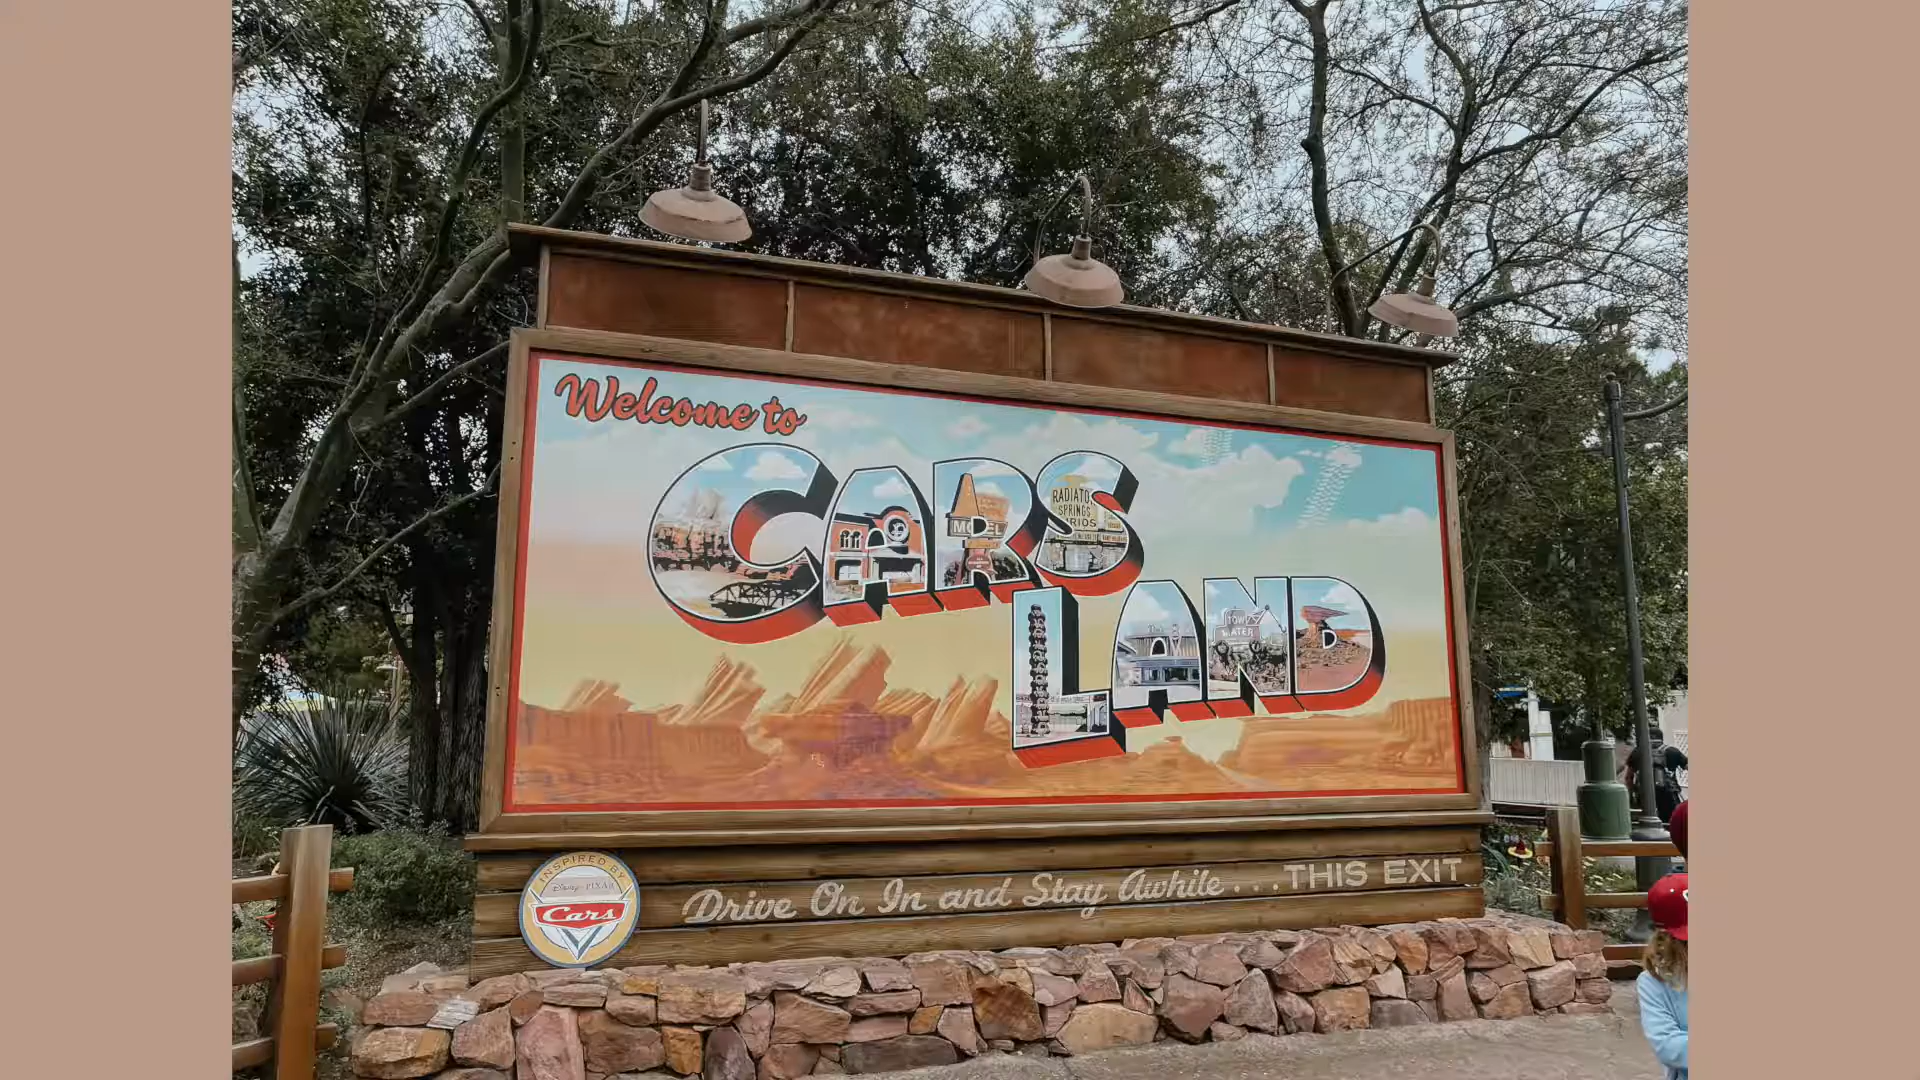 Welcome to
CARS
LAND
MOTEL
RADIATOR
SPRINGS
CURIOS
TOW
MATER
INSPIRED BY
Disney · PIXAR
Cars
Drive On In and Stay Awhile...THIS EXIT